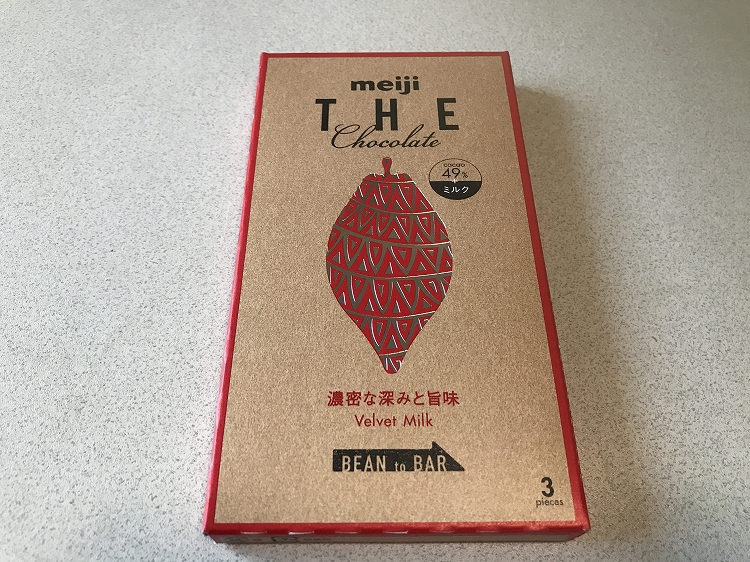 meiji
THE
Chocolate
cacao
49%
ミルク
濃密な深みと旨味
Velvet Milk
BEAN to BAR
3
pieces